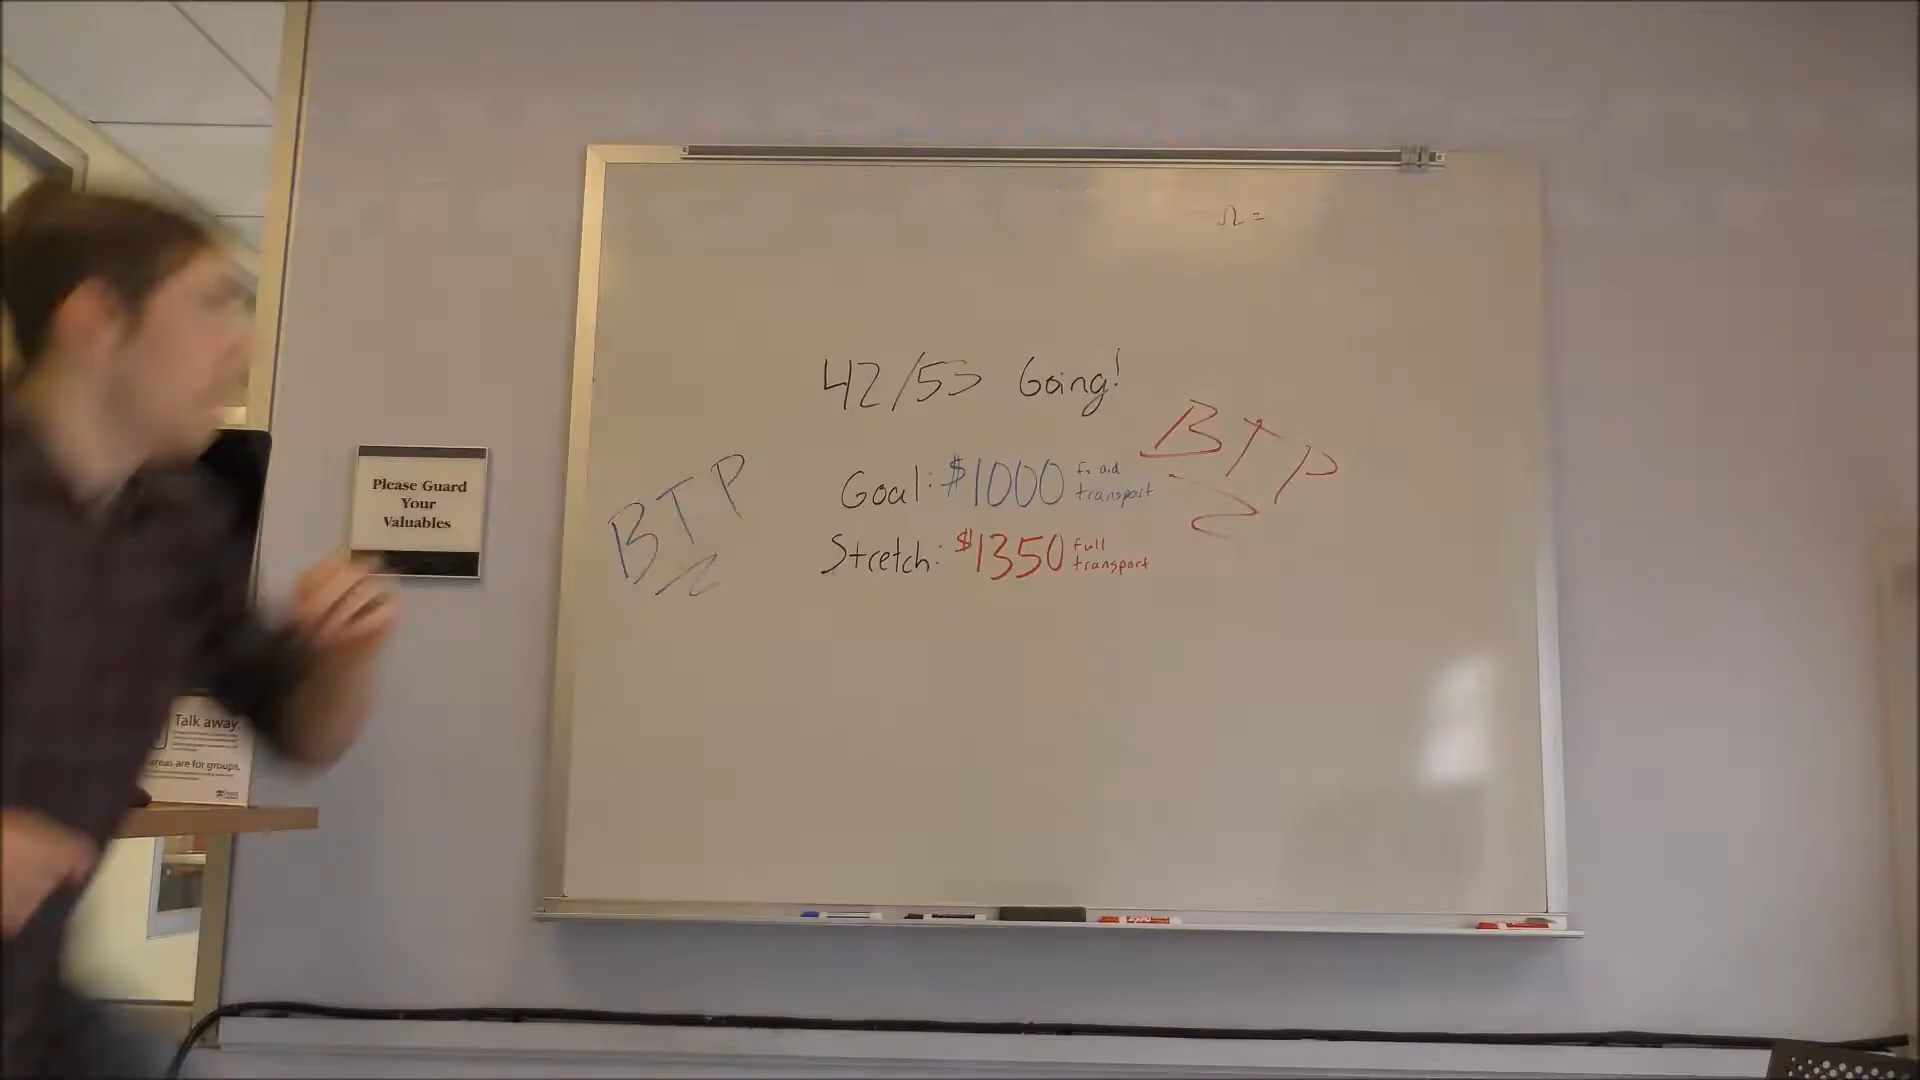 Ω =
42/53 Going!
BTP
Goal: $1000 f. aid
transport
BTP
Stretch: $1350 full
transport
Please Guard
Your
Valuables
Talk away.
areas are for groups.
EXPO